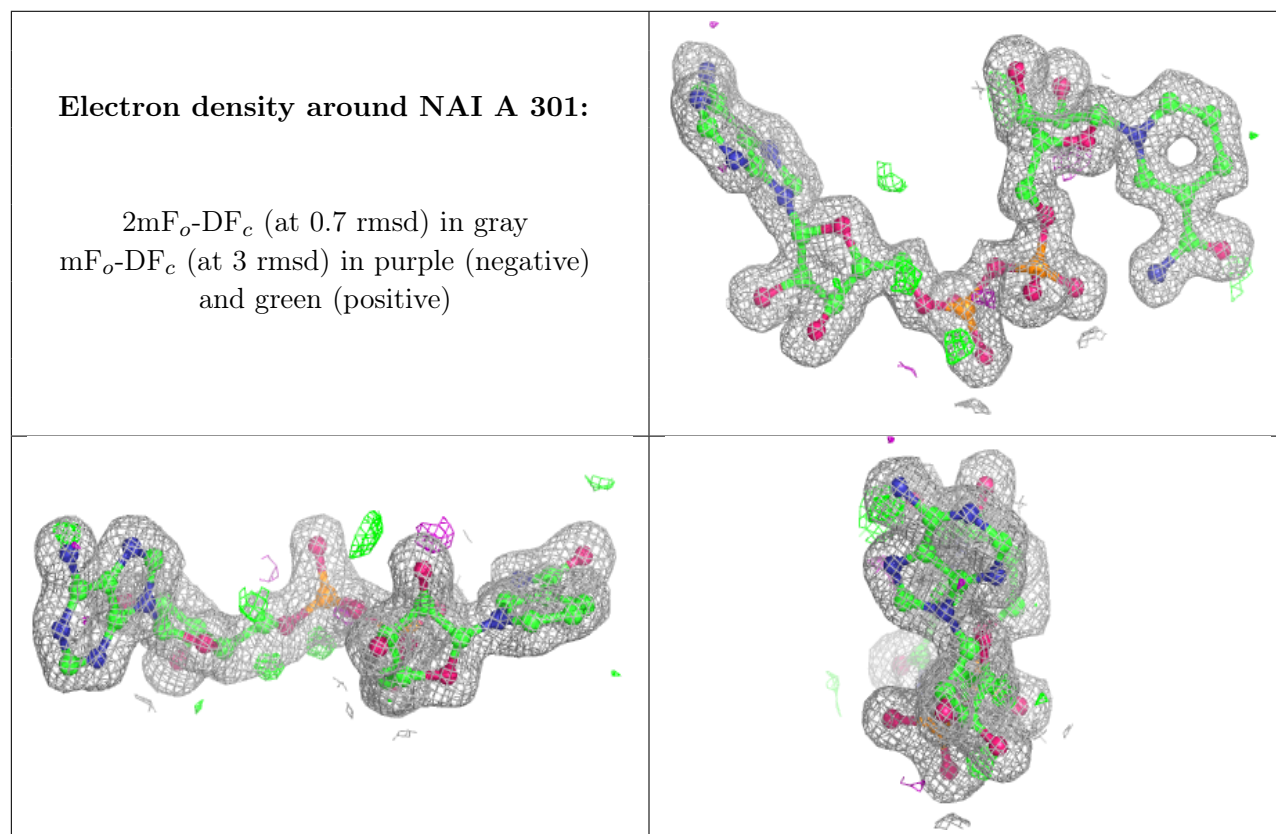 Electron density around NAI A 301:
2mFₒ-DF𝒸 (at 0.7 rmsd) in gray
mFₒ-DF𝒸 (at 3 rmsd) in purple (negative)
and green (positive)